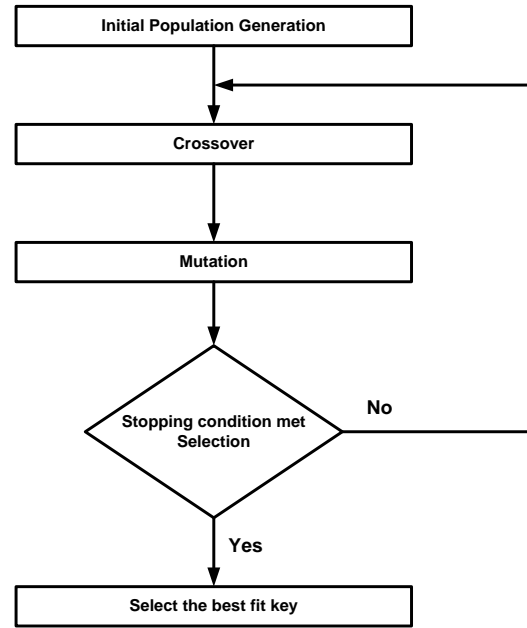 Initial Population Generation
Crossover
Mutation
Stopping condition met
Selection
No
Yes
Select the best fit key